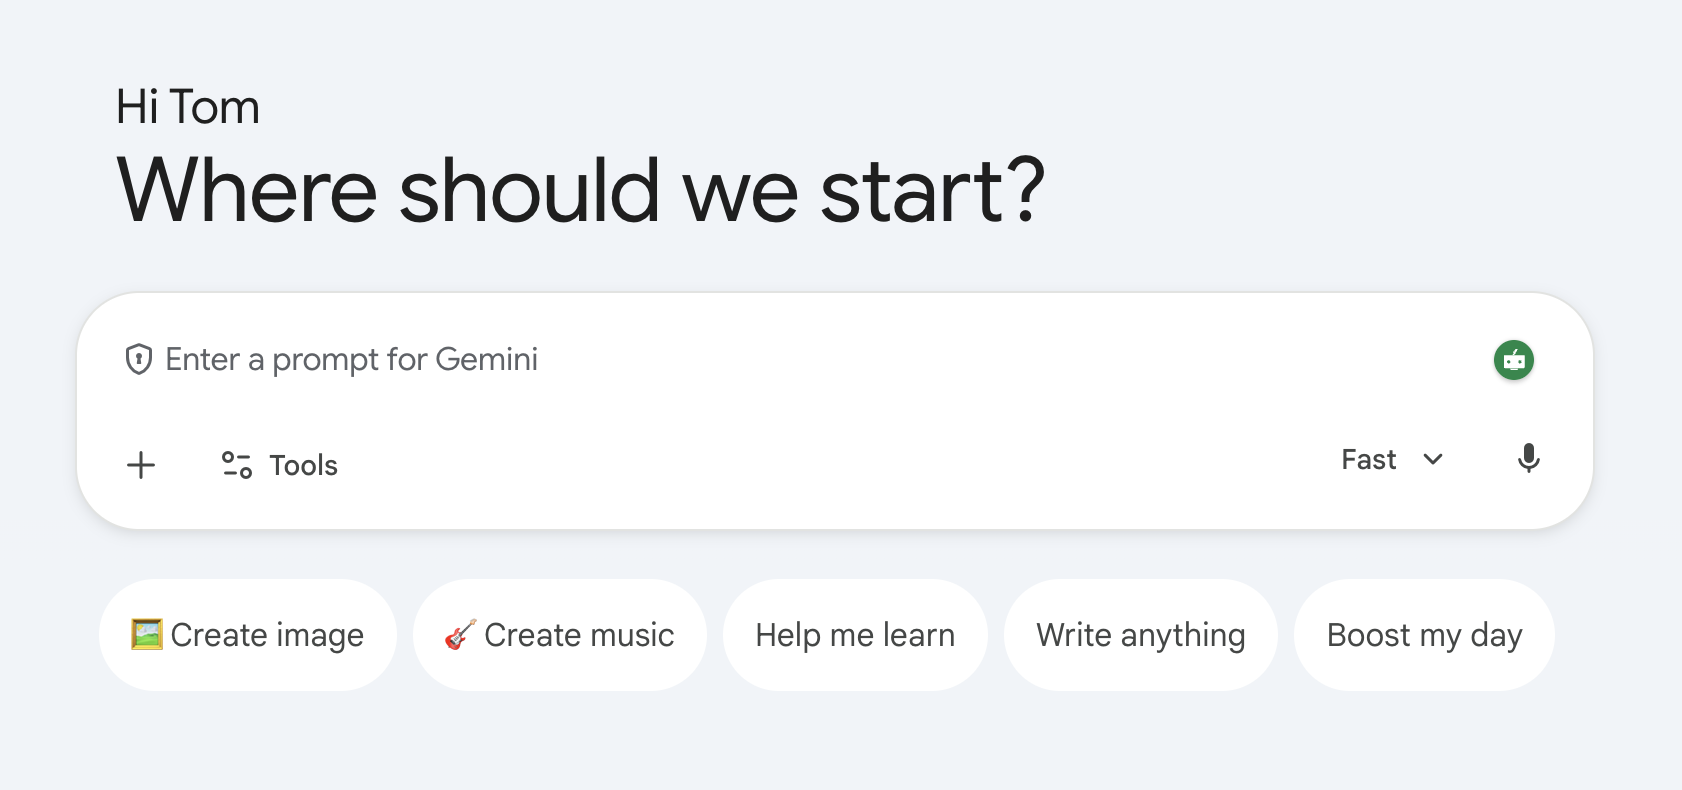 Hi Tom
Where should we start?
Enter a prompt for Gemini
Tools
Fast
Create image
Create music
Help me learn
Write anything
Boost my day